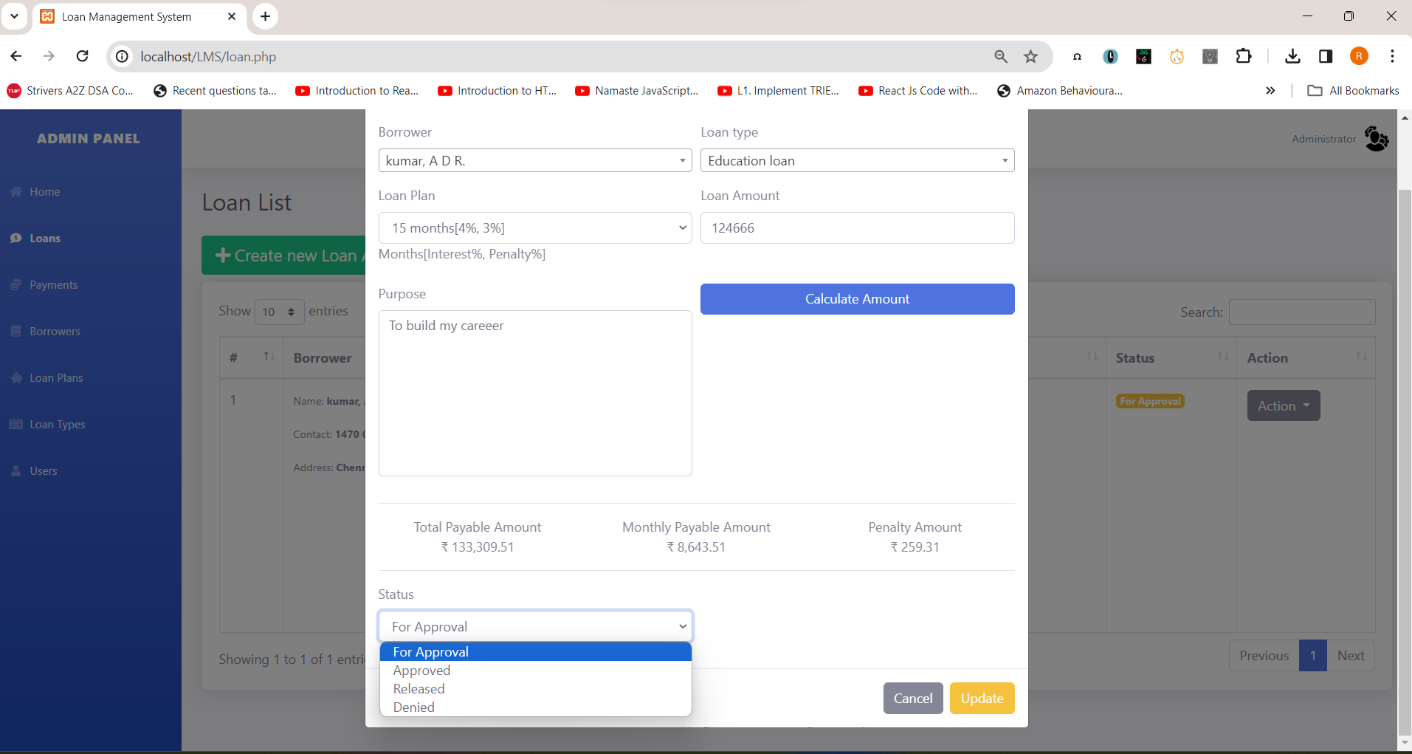 Loan Management System
localhost/LMS/loan.php
R
Strivers A2Z DSA Co...
Recent questions ta...
Introduction to Rea...
Introduction to HT...
Namaste JavaScript...
L1. Implement TRIE...
React Js Code with...
Amazon Behavioura...
All Bookmarks
ADMIN PANEL
Administrator
Home
Loans
Payments
Borrowers
Loan Plans
Loan Types
Users
Loan List
Create new Loan A
Show 10 entries
Search:
# Borrower Status Action
1
Name: kumar,
Contact: 1470
Address: Chenn
For Approval
Action
Showing 1 to 1 of 1 entri
Previous 1 Next
Borrower
Loan type
kumar, A D R.
Education loan
Loan Plan
Loan Amount
15 months[4%, 3%]
124666
Months[Interest%, Penalty%]
Purpose
Calculate Amount
To build my careeer
Total Payable Amount
₹ 133,309.51
Monthly Payable Amount
₹ 8,643.51
Penalty Amount
₹ 259.31
Status
For Approval
For Approval
Approved
Released
Denied
Cancel
Update